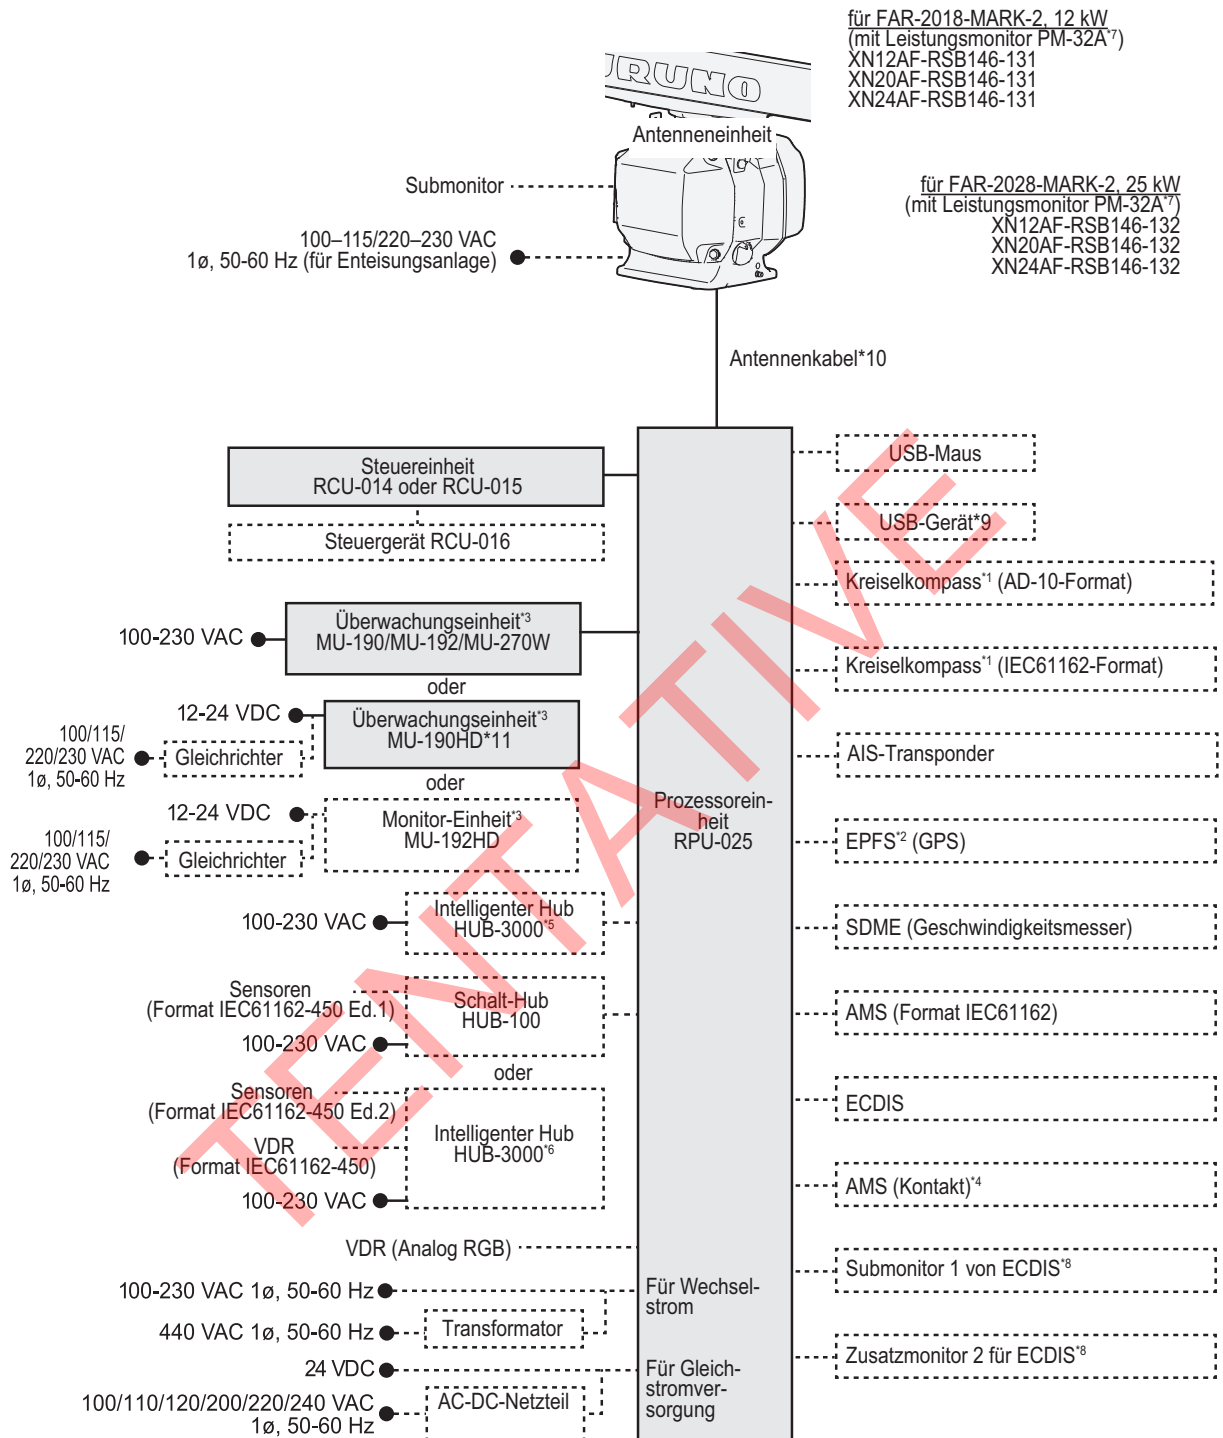 für FAR-2018-MARK-2, 12 kW
(mit Leistungsmonitor PM-32A*7)
XN12AF-RSB146-131
XN20AF-RSB146-131
XN24AF-RSB146-131
URUNO
Antenneneinheit
Submonitor
für FAR-2028-MARK-2, 25 kW
(mit Leistungsmonitor PM-32A*7)
XN12AF-RSB146-132
XN20AF-RSB146-132
XN24AF-RSB146-132
100–115/220–230 VAC
1ø, 50-60 Hz (für Enteisungsanlage)
Antennenkabel*10
Steuereinheit
RCU-014 oder RCU-015
Steuergerät RCU-016
100-230 VAC
Überwachungseinheit*3
MU-190/MU-192/MU-270W
oder
12-24 VDC
100/115/
220/230 VAC
1ø, 50-60 Hz
Gleichrichter
Überwachungseinheit*3
MU-190HD*11
oder
12-24 VDC
100/115/
220/230 VAC
1ø, 50-60 Hz
Gleichrichter
Monitor-Einheit*3
MU-192HD
100-230 VAC
Intelligenter Hub
HUB-3000*5
Sensoren
(Format IEC61162-450 Ed.1)
100-230 VAC
Schalt-Hub
HUB-100
oder
Sensoren
(Format IEC61162-450 Ed.2)
VDR
(Format IEC61162-450)
100-230 VAC
Intelligenter Hub
HUB-3000*6
VDR (Analog RGB)
100-230 VAC 1ø, 50-60 Hz
440 VAC 1ø, 50-60 Hz
Transformator
24 VDC
100/110/120/200/220/240 VAC
1ø, 50-60 Hz
AC-DC-Netzteil
Prozessorein-
heit
RPU-025
Für Wechsel-
strom
Für Gleich-
stromver-
sorgung
USB-Maus
USB-Gerät*9
Kreiselkompass*1 (AD-10-Format)
Kreiselkompass*1 (IEC61162-Format)
AIS-Transponder
EPFS*2 (GPS)
SDME (Geschwindigkeitsmesser)
AMS (Format IEC61162)
ECDIS
AMS (Kontakt)*4
Submonitor 1 von ECDIS*8
Zusatzmonitor 2 für ECDIS*8
TENTATIVE